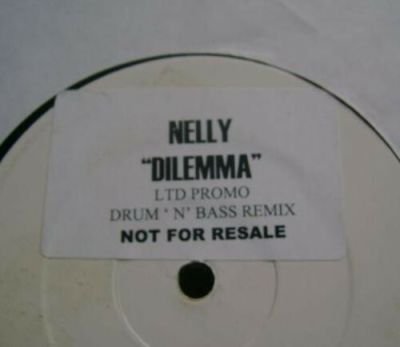 NELLY
"DILEMMA"
LTD PROMO
DRUM ' N' BASS REMIX
NOT FOR RESALE